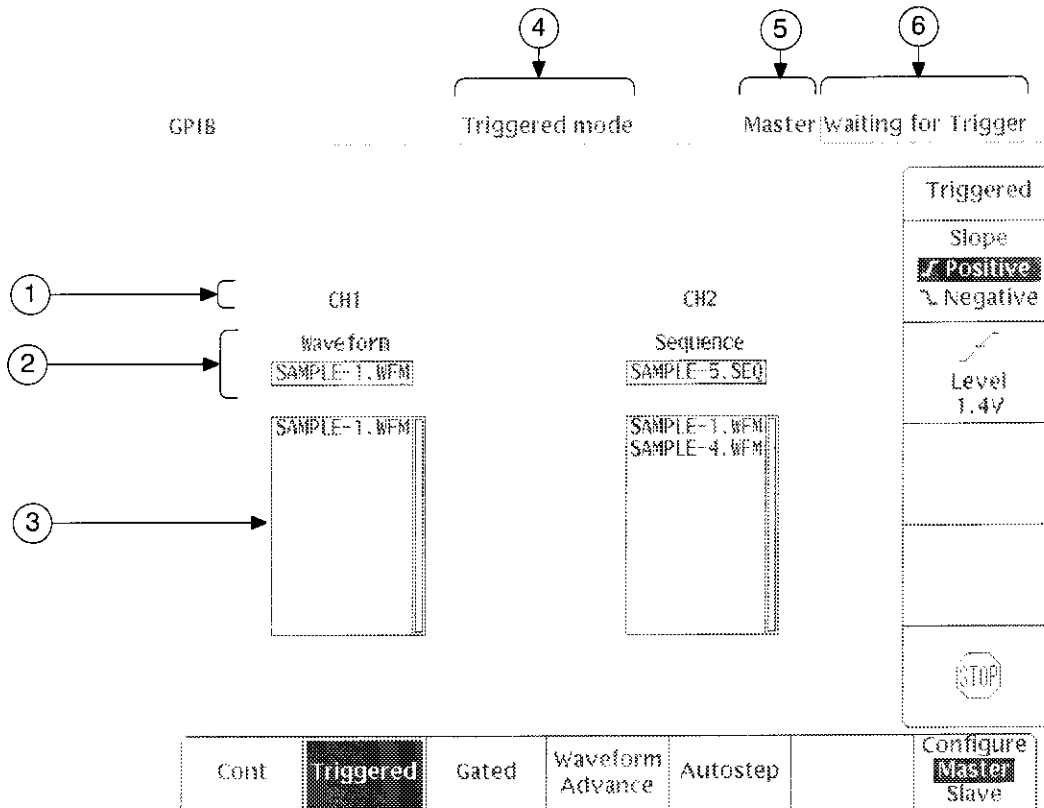 4
5
6
GPIB
Triggered mode
Master
Waiting for Trigger
Triggered
Slope
Positive
Negative
Level
1.4V
STOP
1
CH1
CH2
2
Waveform
SAMPLE-1.WFM
Sequence
SAMPLE-5.SEQ
3
SAMPLE-1.WFM
SAMPLE-1.WFM
SAMPLE-4.WFM
Cont
Triggered
Gated
Waveform
Advance
Autostep
Configure
Master
Slave